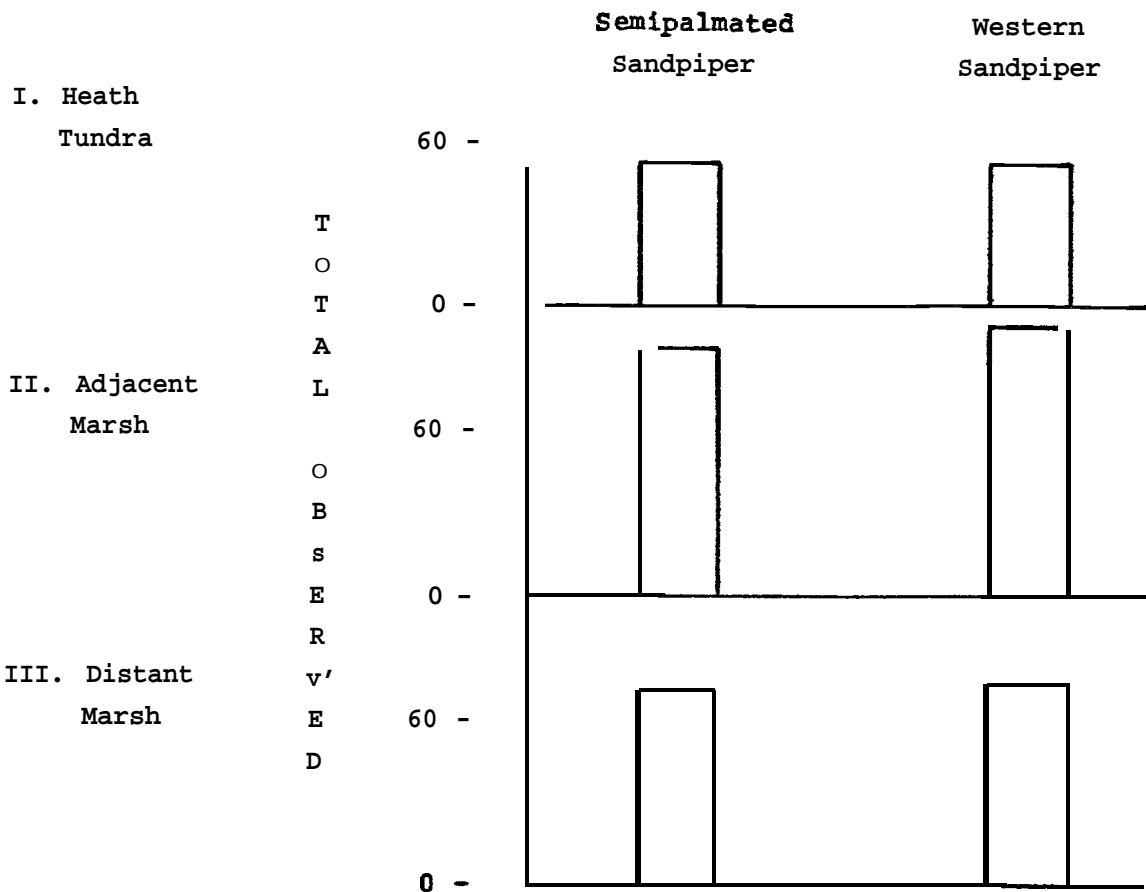 Semipalmated Sandpiper
Western Sandpiper
I. Heath
Tundra
60 -
0 -
II. Adjacent
Marsh
60 -
0 -
III. Distant
Marsh
60 -
0 -
T
O
T
A
L
O
B
s
E
R
v'
E
D